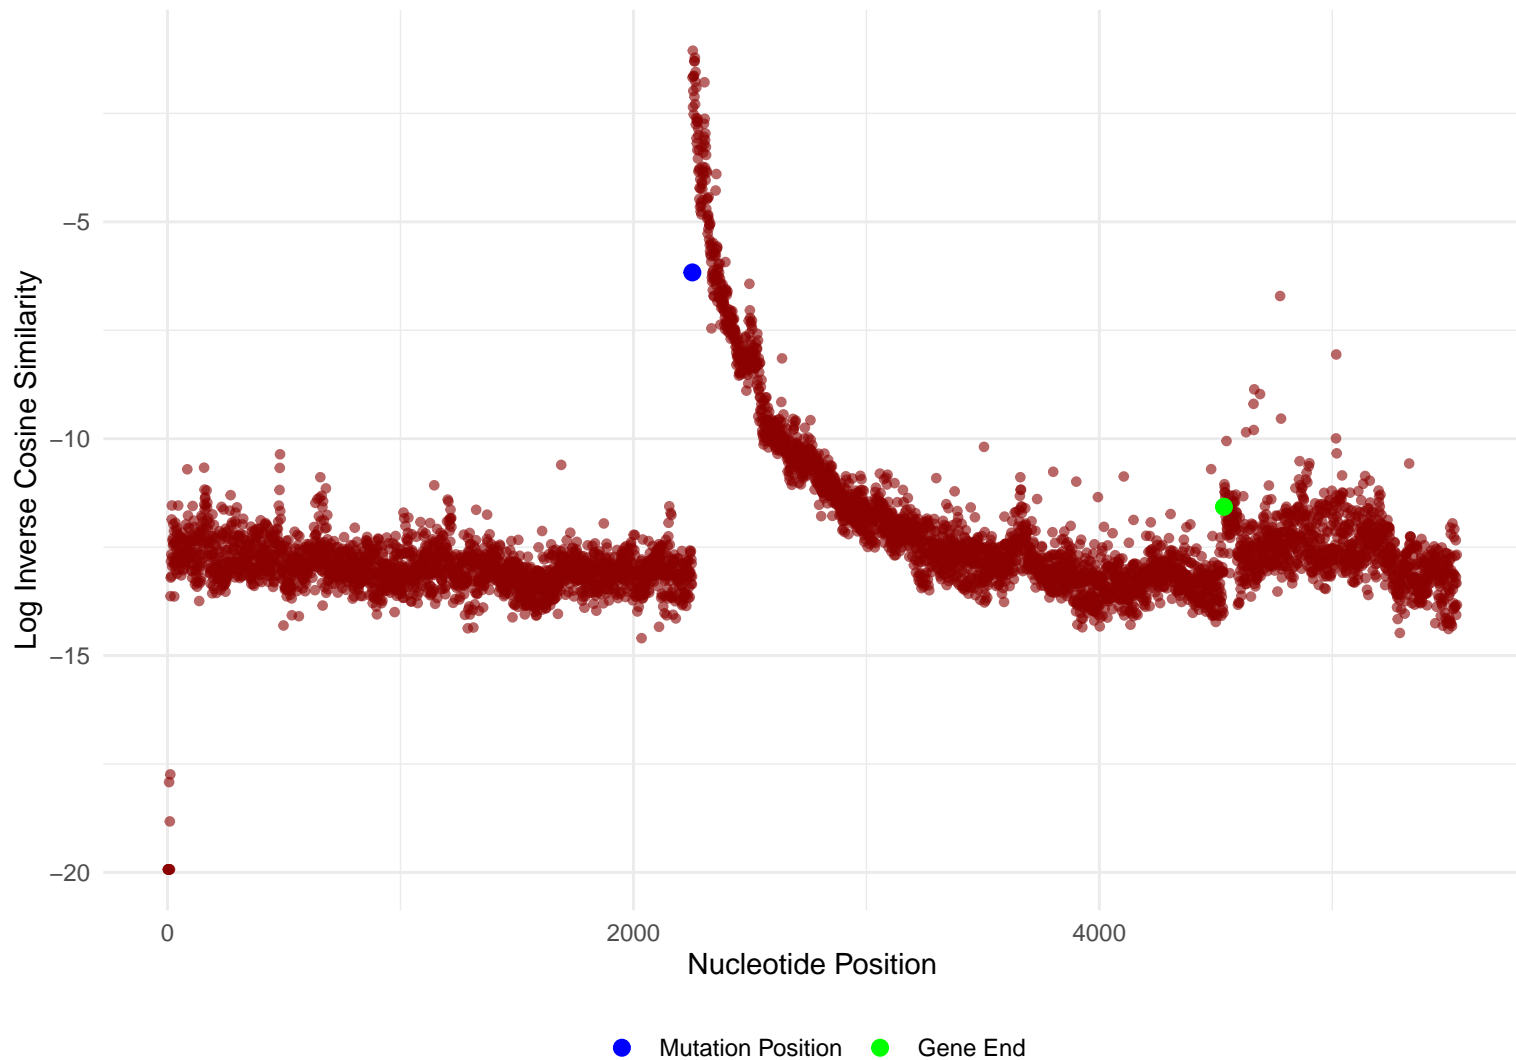 Log Inverse Cosine Similarity
−5
−10
−15
−20
0
2000
4000
Nucleotide Position
Mutation Position
Gene End